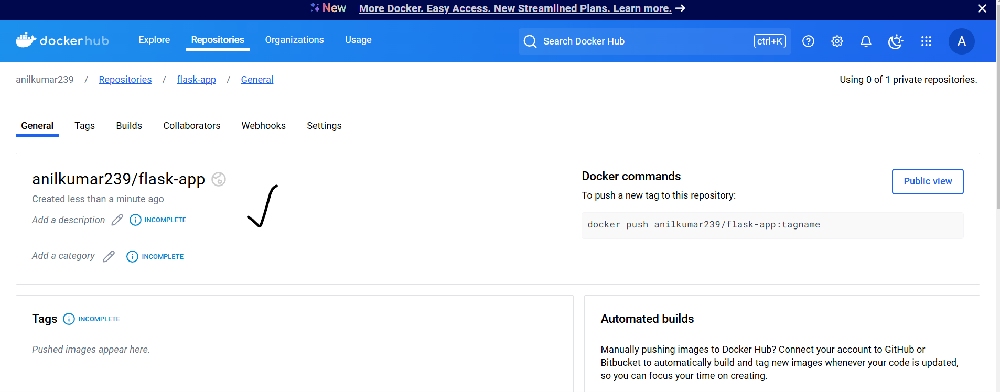 New More Docker. Easy Access. New Streamlined Plans. Learn more. →
dockerhub Explore Repositories Organizations Usage Search Docker Hub ctrl+K A
anilkumar239 / Repositories / flask-app / General Using 0 of 1 private repositories.
General Tags Builds Collaborators Webhooks Settings
anilkumar239/flask-app
Created less than a minute ago
Add a description INCOMPLETE
Add a category INCOMPLETE
Docker commands
Public view
To push a new tag to this repository:
docker push anilkumar239/flask-app:tagname
Tags INCOMPLETE
Pushed images appear here.
Automated builds
Manually pushing images to Docker Hub? Connect your account to GitHub or
Bitbucket to automatically build and tag new images whenever your code is updated,
so you can focus your time on creating.